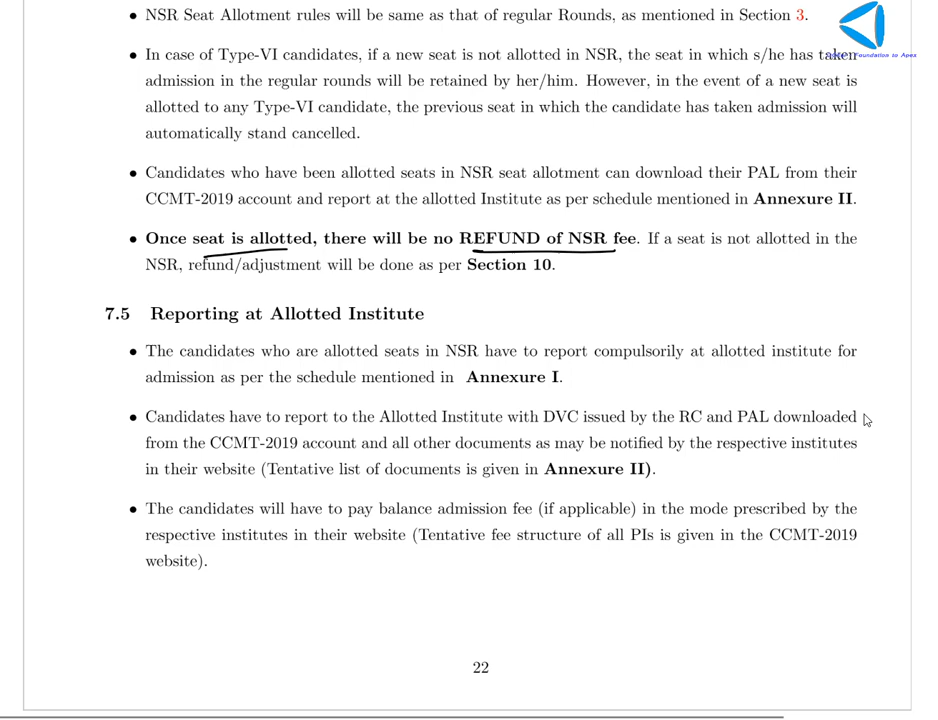 • NSR Seat Allotment rules will be same as that of regular Rounds, as mentioned in Section 3.
• In case of Type-VI candidates, if a new seat is not allotted in NSR, the seat in which s/he has taken
admission in the regular rounds will be retained by her/him. However, in the event of a new seat is
allotted to any Type-VI candidate, the previous seat in which the candidate has taken admission will
automatically stand cancelled.
• Candidates who have been allotted seats in NSR seat allotment can download their PAL from their
CCMT-2019 account and report at the allotted Institute as per schedule mentioned in Annexure II.
• Once seat is allotted, there will be no REFUND of NSR fee. If a seat is not allotted in the
NSR, refund/adjustment will be done as per Section 10.
7.5 Reporting at Allotted Institute
• The candidates who are allotted seats in NSR have to report compulsorily at allotted institute for
admission as per the schedule mentioned in Annexure I.
• Candidates have to report to the Allotted Institute with DVC issued by the RC and PAL downloaded
from the CCMT-2019 account and all other documents as may be notified by the respective institutes
in their website (Tentative list of documents is given in Annexure II).
• The candidates will have to pay balance admission fee (if applicable) in the mode prescribed by the
respective institutes in their website (Tentative fee structure of all PIs is given in the CCMT-2019
website).
22
Foundation to Apex